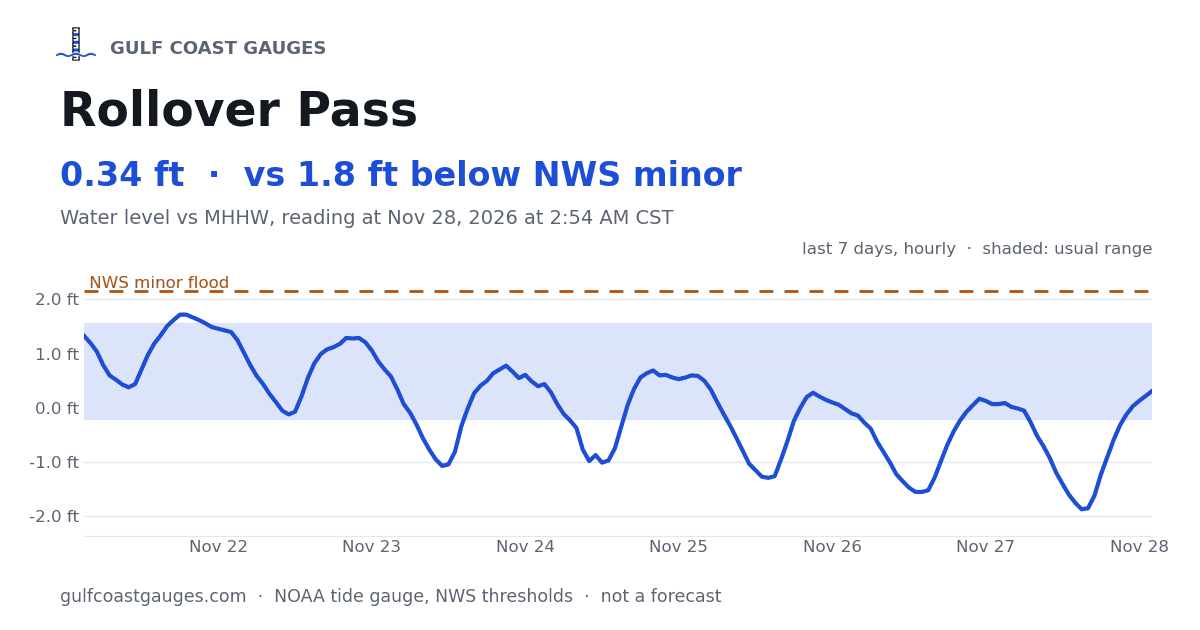 GULF COAST GAUGES
Rollover Pass
0.34 ft · vs 1.8 ft below NWS minor
Water level vs MHHW, reading at Nov 28, 2026 at 2:54 AM CST
last 7 days, hourly · shaded: usual range
NWS minor flood
2.0 ft
1.0 ft
0.0 ft
-1.0 ft
-2.0 ft
Nov 22 Nov 23 Nov 24 Nov 25 Nov 26 Nov 27 Nov 28
gulfcoastgauges.com · NOAA tide gauge, NWS thresholds · not a forecast